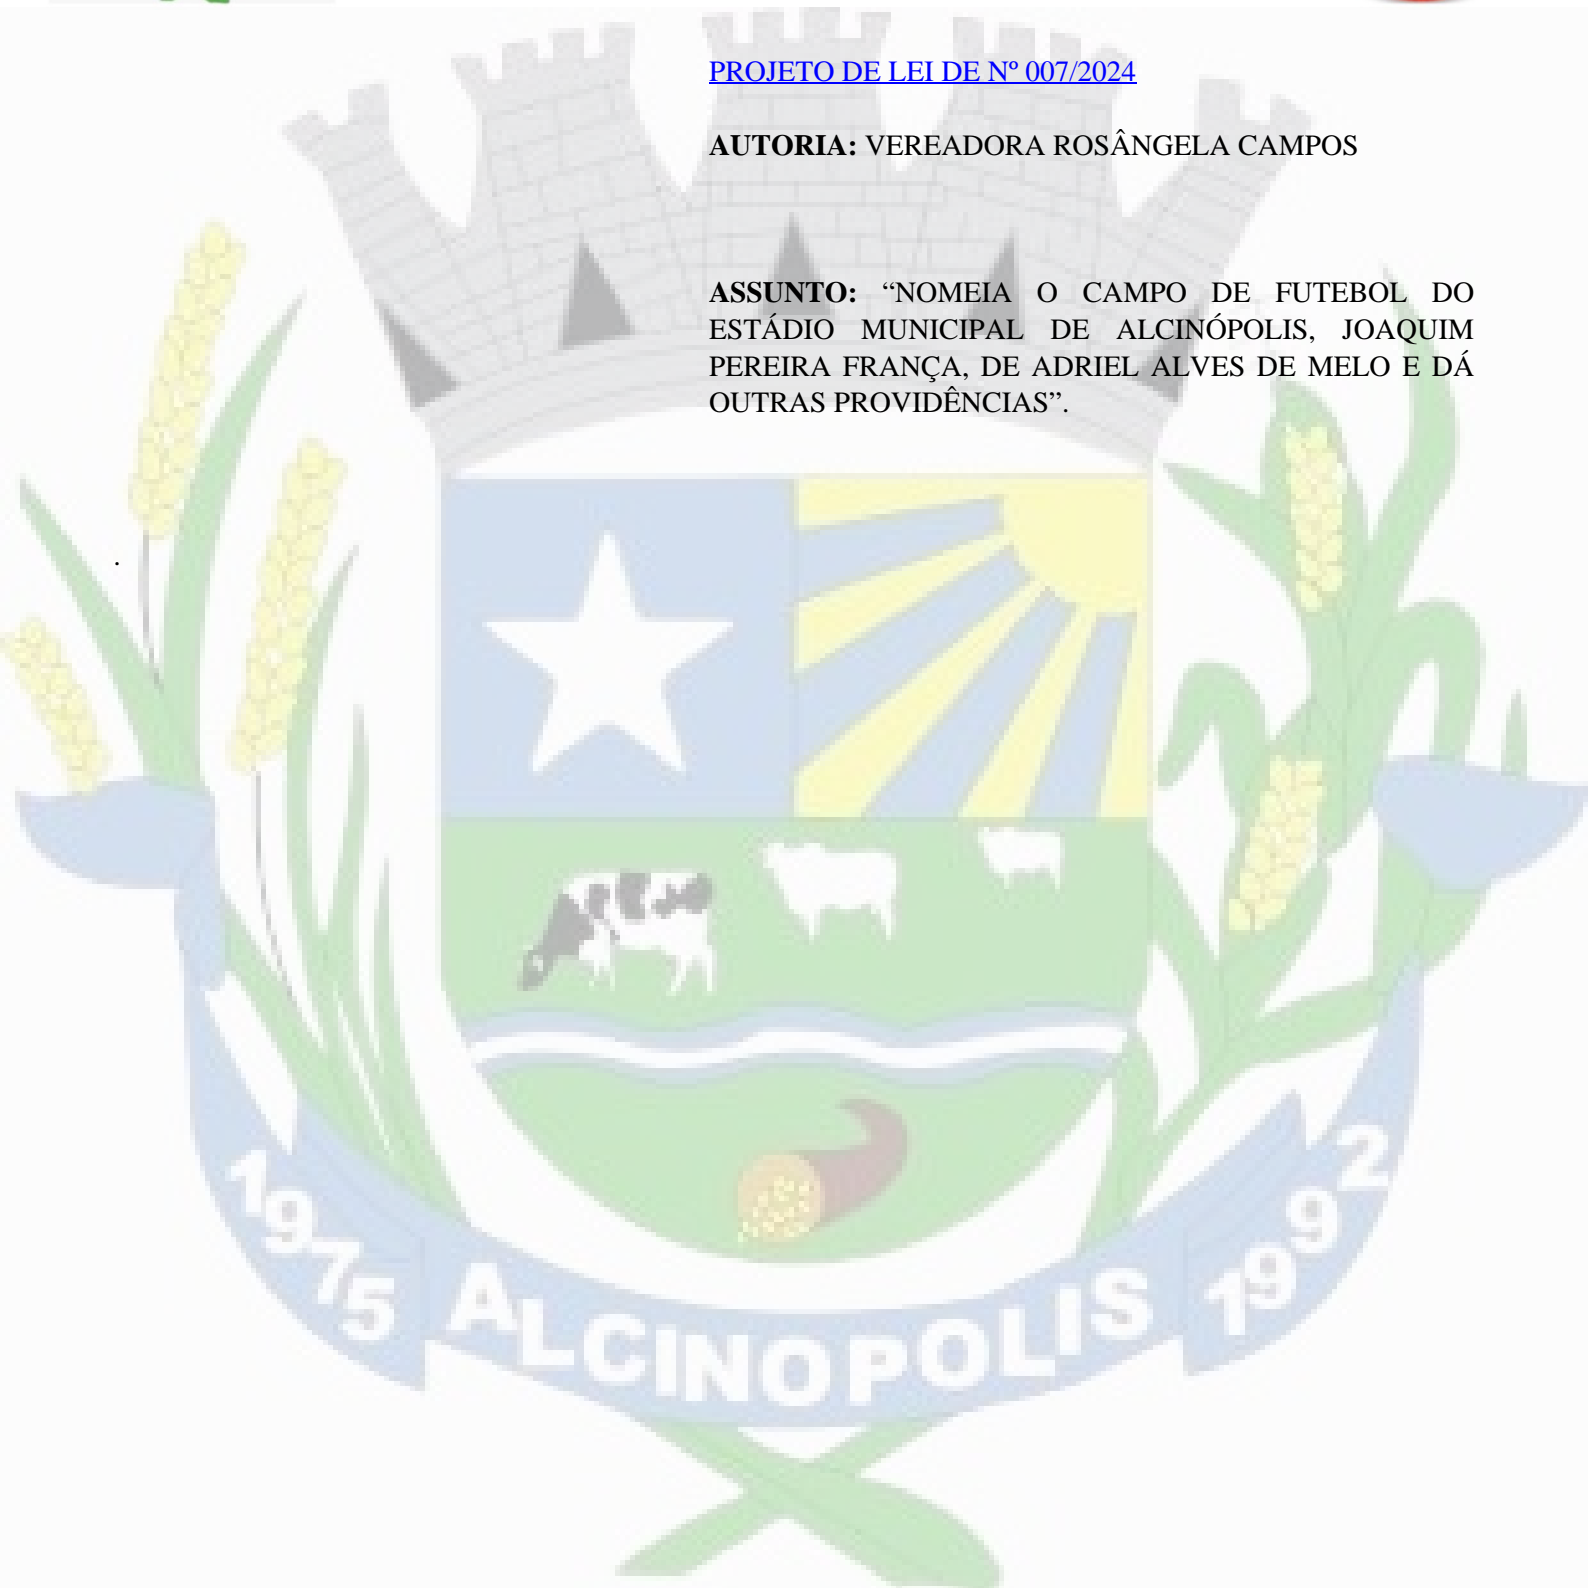 PROJETO DE LEI DE Nº 007/2024
AUTORIA: VEREADORA ROSÂNGELA CAMPOS
ASSUNTO: “NOMEIA O CAMPO DE FUTEBOL DO
ESTÁDIO MUNICIPAL DE ALCINÓPOLIS, JOAQUIM
PEREIRA FRANÇA, DE ADRIEL ALVES DE MELO E DÁ
OUTRAS PROVIDÊNCIAS”.
.
1975 ALCINOPOLIS 1992